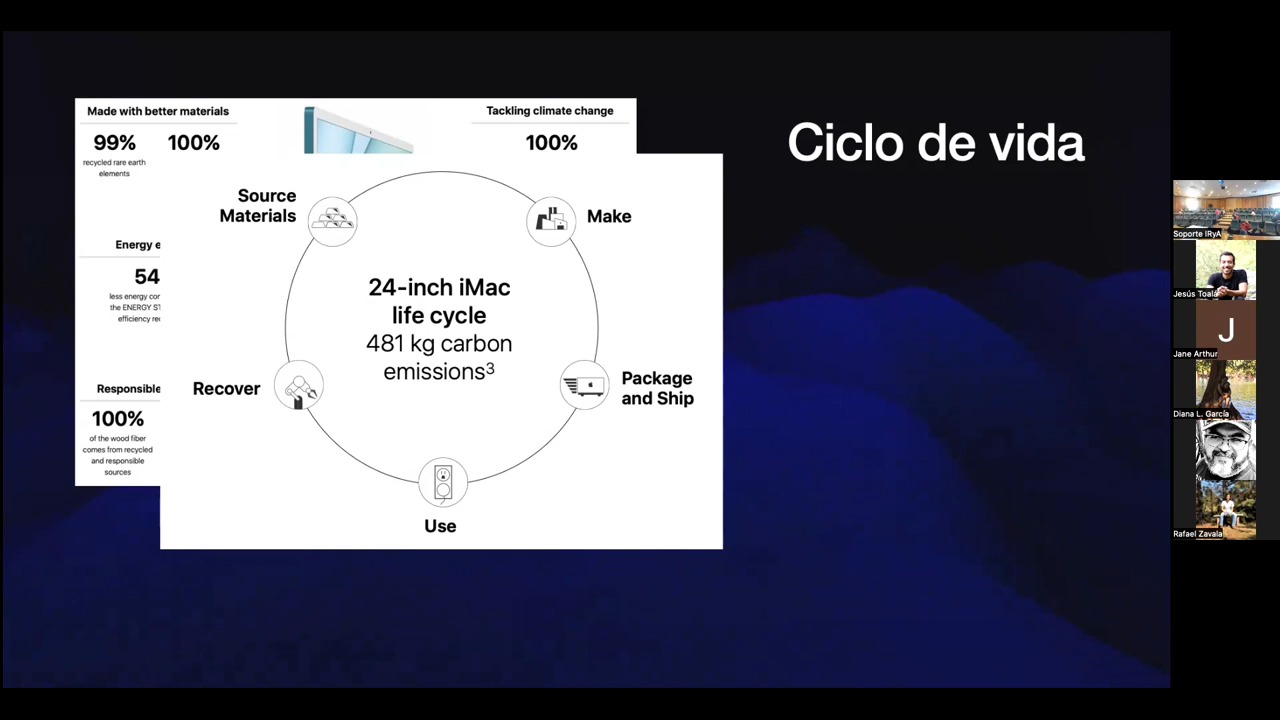 Ciclo de vida
Made with better materials
99%
100%
recycled rare earth
elements
Tackling climate change
100%
Energy e
54
less energy con
the ENERGY ST
efficiency rec
Responsible
100%
of the wood fiber
comes from recycled
and responsible
sources
Source
Materials
Make
24-inch iMac
life cycle
481 kg carbon
emissions3
Recover
Package
and Ship
Use
Soporte IRyA
Jesús Toalá
J
Jane Arthur
Diana L. García
Rafael Zavala